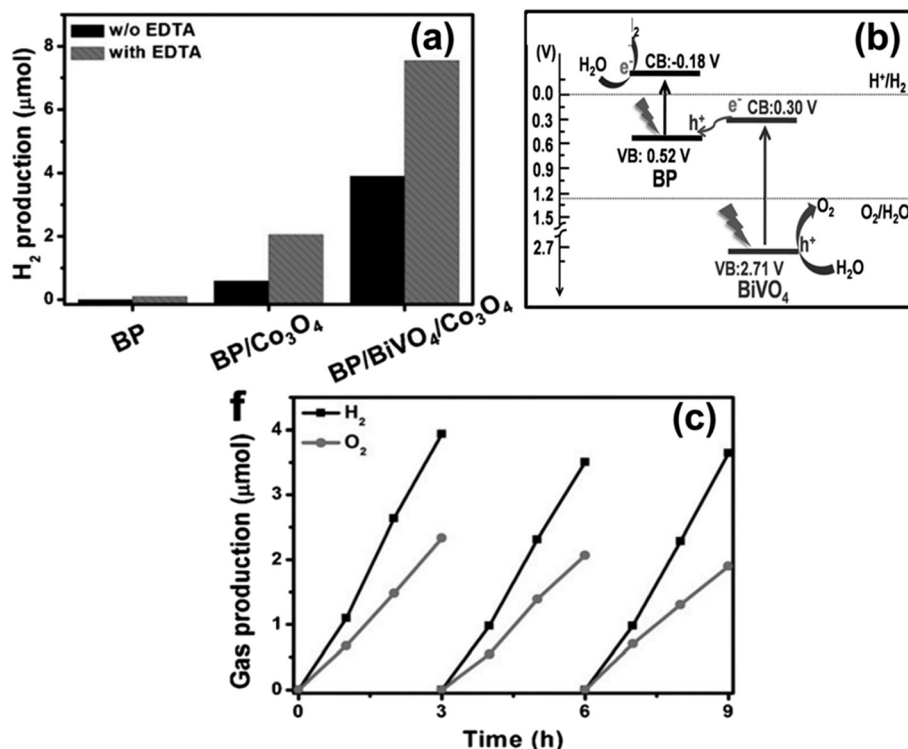 (a)
w/o EDTA
with EDTA
H₂ production (μmol)
8
6
4
2
0
BP
BP/Co₃O₄
BP/BiVO₄/Co₃O₄
(b)
(V)
0.0
0.3
0.6
0.9
1.2
1.5
2.7
H₂O
e⁻
CB:-0.18 V
H⁺/H₂
e⁻ CB:0.30 V
h⁺
VB: 0.52 V
BP
O₂
O₂/H₂O
h⁺
H₂O
VB:2.71 V
BiVO₄
f
(c)
H₂
O₂
Gas production (μmol)
4
3
2
1
0
0 3 6 9
Time (h)